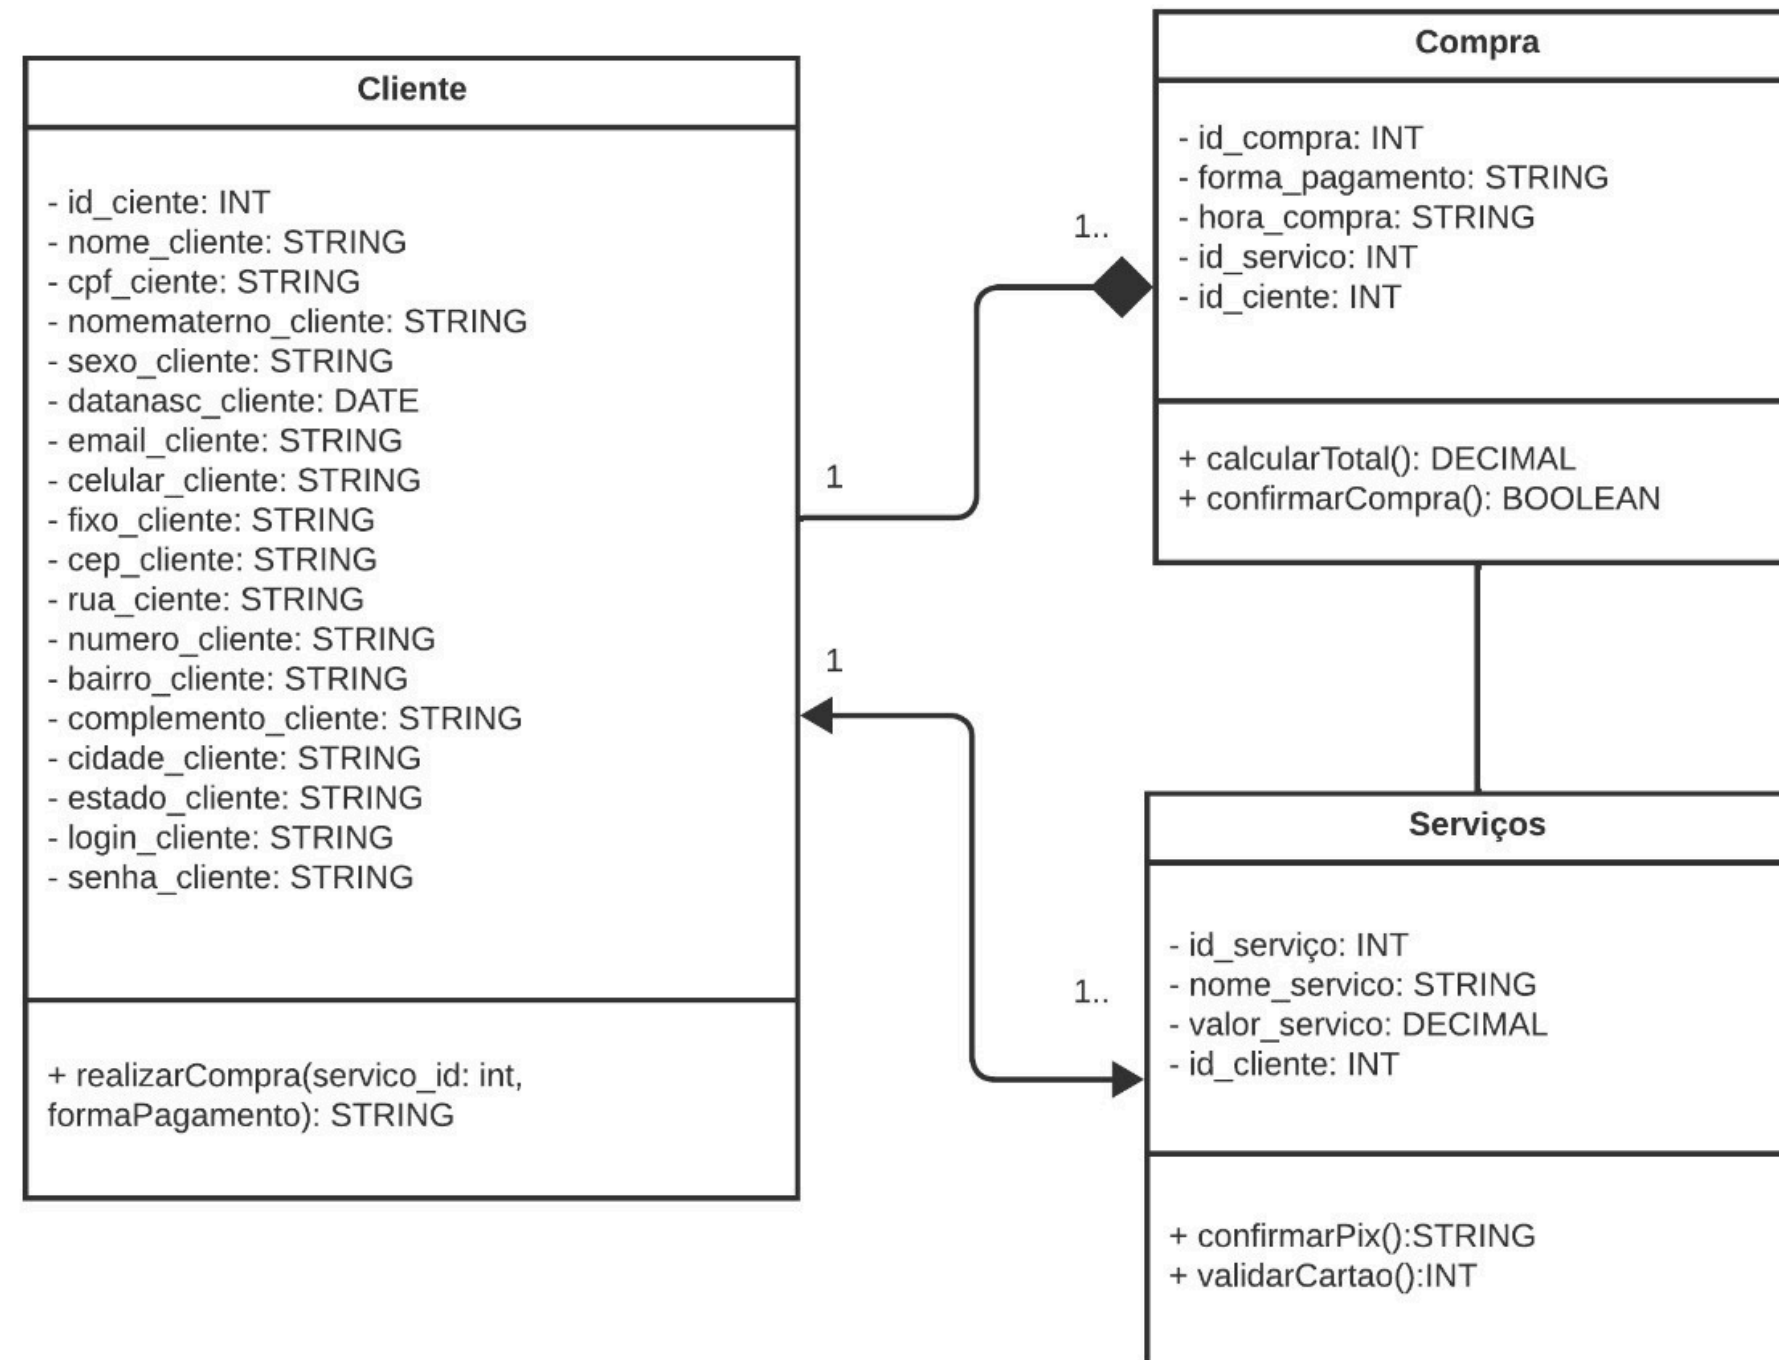 Cliente
- id_ciente: INT
- nome_cliente: STRING
- cpf_ciente: STRING
- nomematerno_cliente: STRING
- sexo_cliente: STRING
- datanasc_cliente: DATE
- email_cliente: STRING
- celular_cliente: STRING
- fixo_cliente: STRING
- cep_cliente: STRING
- rua_ciente: STRING
- numero_cliente: STRING
- bairro_cliente: STRING
- complemento_cliente: STRING
- cidade_cliente: STRING
- estado_cliente: STRING
- login_cliente: STRING
- senha_cliente: STRING
+ realizarCompra(servico_id: int,
formaPagamento): STRING
1
1..
1
1..
Compra
- id_compra: INT
- forma_pagamento: STRING
- hora_compra: STRING
- id_servico: INT
- id_ciente: INT
+ calcularTotal(): DECIMAL
+ confirmarCompra(): BOOLEAN
Serviços
- id_serviço: INT
- nome_servico: STRING
- valor_servico: DECIMAL
- id_cliente: INT
+ confirmarPix():STRING
+ validarCartao():INT